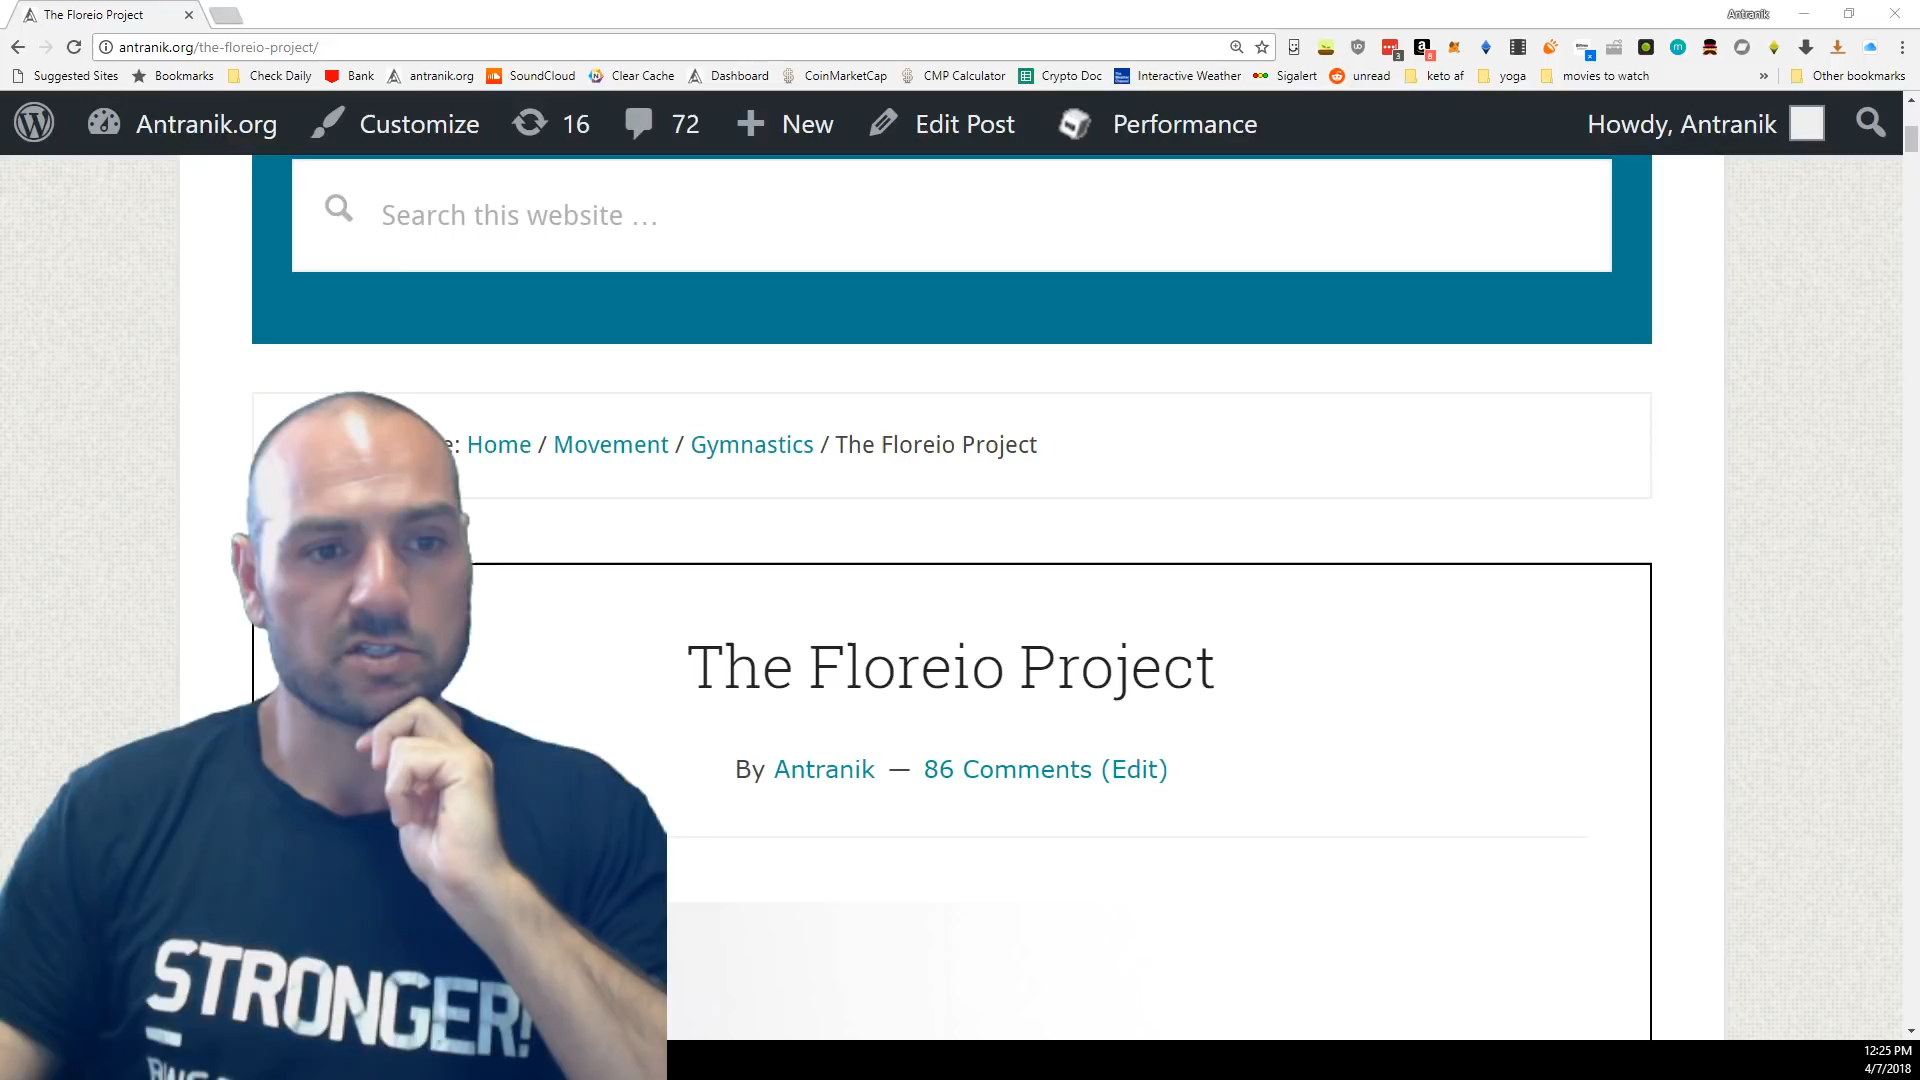 The Floreio Project
Antranik
antranik.org/the-floreio-project/
3
8
Suggested Sites Bookmarks Check Daily Bank antranik.org SoundCloud Clear Cache Dashboard CoinMarketCap CMP Calculator Crypto Doc Interactive Weather Sigalert unread keto af yoga movies to watch » Other bookmarks
Antranik.org Customize 16 72 New Edit Post Performance Howdy, Antranik
Search this website …
e: Home / Movement / Gymnastics / The Floreio Project
The Floreio Project
By Antranik — 86 Comments (Edit)
STRONGER!
12:25 PM
4/7/2018